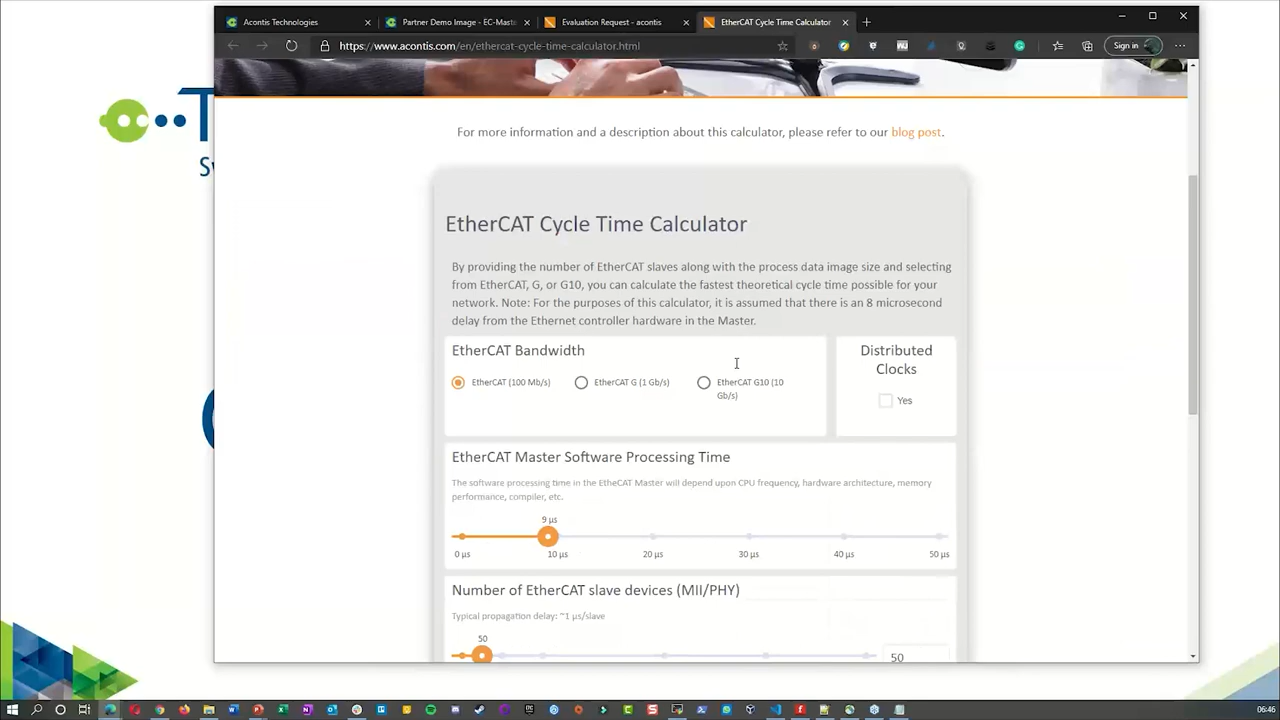 Acontis Technologies
Partner Demo Image - EC-Mast
Evaluation Request - acontis
EtherCAT Cycle Time Calculator
https://www.acontis.com/en/ethercat-cycle-time-calculator.html
Sign in
For more information and a description about this calculator, please refer to our blog post.
EtherCAT Cycle Time Calculator
By providing the number of EtherCAT slaves along with the process data image size and selecting
from EtherCAT, G, or G10, you can calculate the fastest theoretical cycle time possible for your
network. Note: For the purposes of this calculator, it is assumed that there is an 8 microsecond
delay from the Ethernet controller hardware in the Master.
EtherCAT Bandwidth
EtherCAT (100 Mb/s)
EtherCAT G (1 Gb/s)
EtherCAT G10 (10
Gb/s)
Distributed
Clocks
Yes
EtherCAT Master Software Processing Time
The software processing time in the EtheCAT Master will depend upon CPU frequency, hardware architecture, memory
performance, compiler, etc.
9 µs
0 µs 10 µs 20 µs 30 µs 40 µs 50 µs
Number of EtherCAT slave devices (MII/PHY)
Typical propagation delay: ~1 µs/slave
50
50
06:46